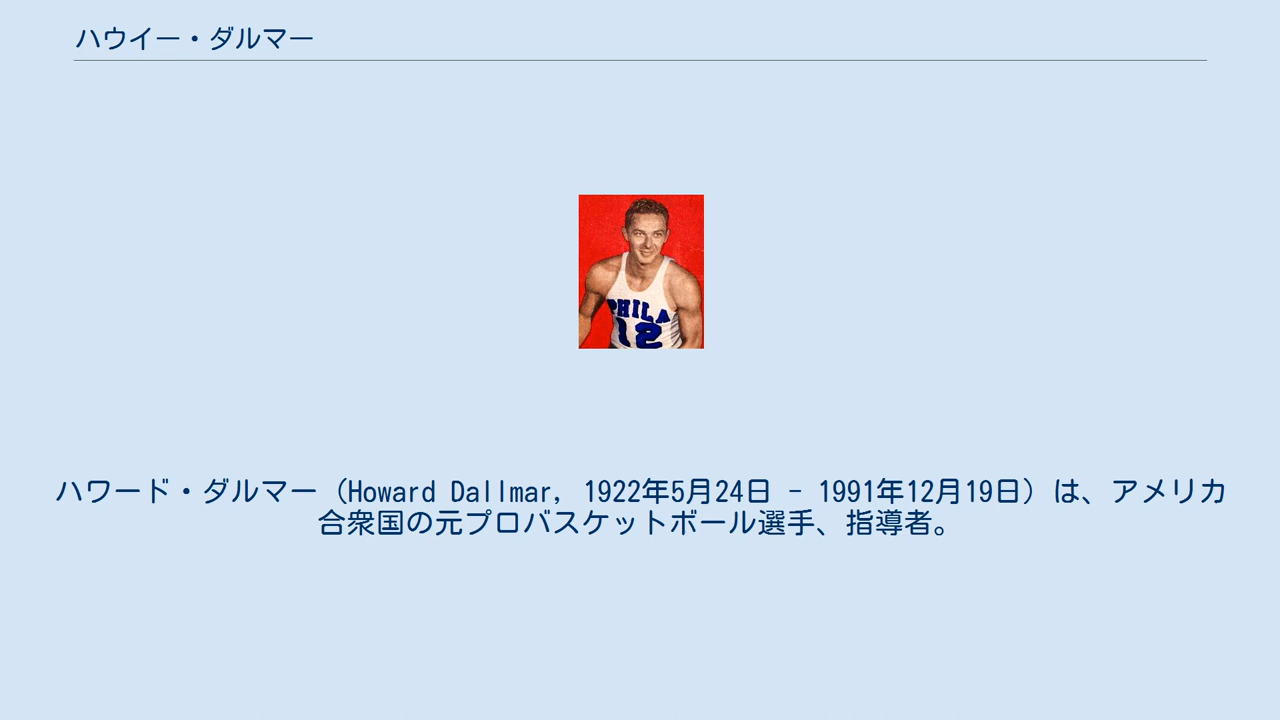 ハウイー・ダルマー
PHILA
12
ハワード・ダルマー（Howard Dallmar, 1922年5月24日 - 1991年12月19日）は、アメリカ
合衆国の元プロバスケットボール選手、指導者。